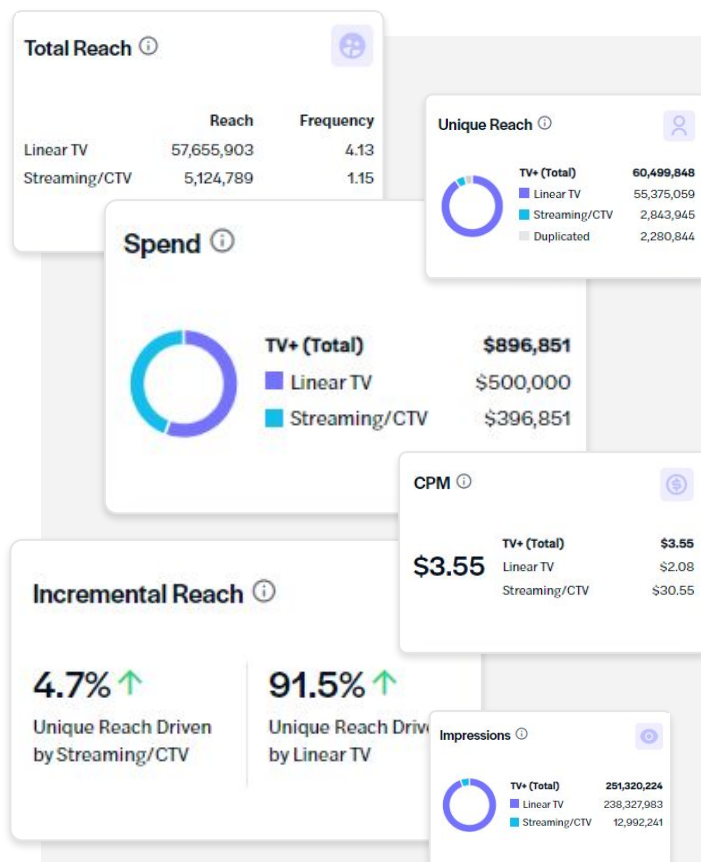 Total Reach
Reach Frequency
Linear TV 57,655,903 4.13
Streaming/CTV 5,124,789 1.15
Unique Reach
TV+ (Total) 60,499,848
Linear TV 55,375,059
Streaming/CTV 2,843,945
Duplicated 2,280,844
Spend
TV+ (Total) $896,851
Linear TV $500,000
Streaming/CTV $396,851
CPM
$3.55
TV+ (Total) $3.55
Linear TV $2.08
Streaming/CTV $30.55
Incremental Reach
4.7%
Unique Reach Driven
by Streaming/CTV
91.5%
Unique Reach Drive
by Linear TV
Impressions
TV+ (Total) 251,320,224
Linear TV 238,327,983
Streaming/CTV 12,992,241